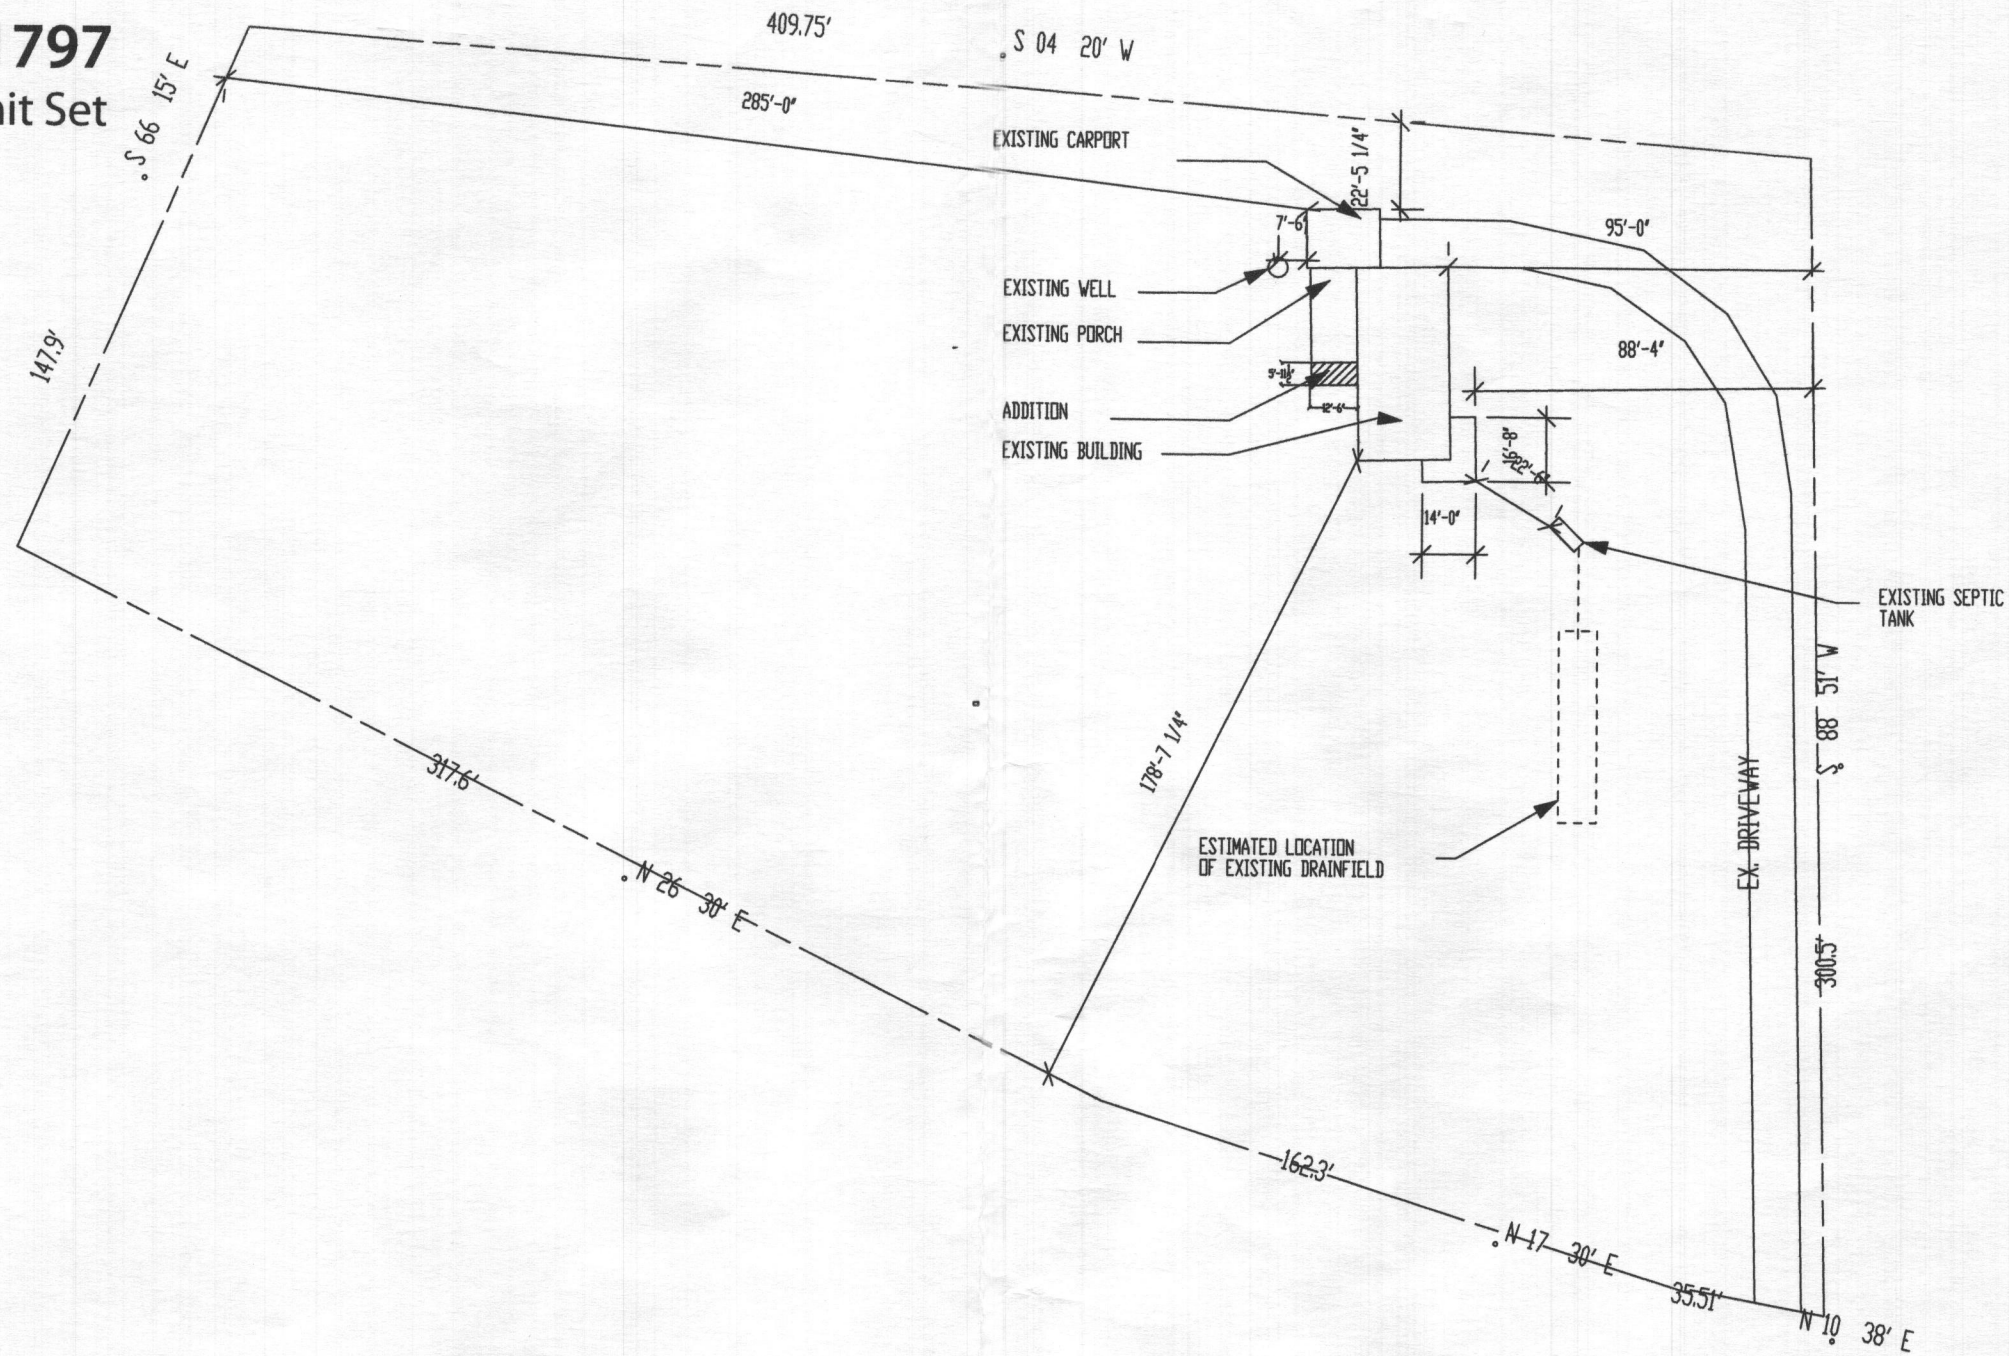 797
it Set
409.75'
S 04 20' W
S 66 15' E
285'-0"
EXISTING CARPORT
22'-5 1/4"
7'-6"
95'-0"
EXISTING WELL
EXISTING PORCH
88'-4"
147.9'
5'-11½"
12'-6"
ADDITION
EXISTING BUILDING
16'-8"
22'-6"
14'-0"
EXISTING SEPTIC
TANK
S 88 51' W
178'-7 1/4"
317.6'
EX. DRIVEWAY
ESTIMATED LOCATION
OF EXISTING DRAINFIELD
N 26 30' E
300.5'
162.3'
N 17 30' E
35.51'
N 10 38' E